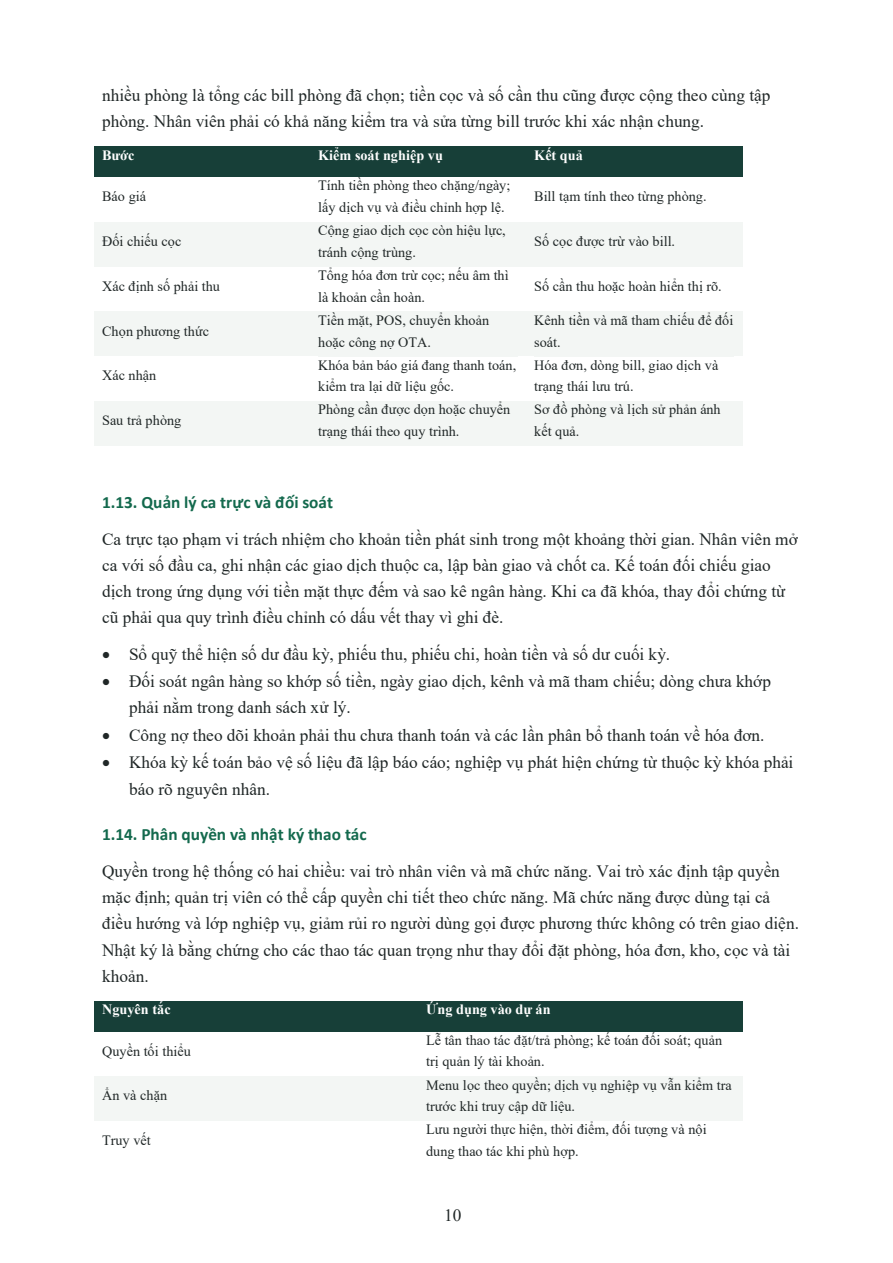 nhiều phòng là tổng các bill phòng đã chọn; tiền cọc và số cần thu cũng được cộng theo cùng tập
phòng. Nhân viên phải có khả năng kiểm tra và sửa từng bill trước khi xác nhận chung.
Bước Kiểm soát nghiệp vụ Kết quả
Báo giá Tính tiền phòng theo chặng/ngày; lấy dịch vụ và điều chỉnh hợp lệ. Bill tạm tính theo từng phòng.
Đối chiếu cọc Cộng giao dịch cọc còn hiệu lực, tránh cộng trùng. Số cọc được trừ vào bill.
Xác định số phải thu Tổng hóa đơn trừ cọc; nếu âm thì là khoản cần hoàn. Số cần thu hoặc hoàn hiển thị rõ.
Chọn phương thức Tiền mặt, POS, chuyển khoản hoặc công nợ OTA. Kênh tiền và mã tham chiếu để đối soát.
Xác nhận Khóa bản báo giá đang thanh toán, kiểm tra lại dữ liệu gốc. Hóa đơn, dòng bill, giao dịch và trạng thái lưu trú.
Sau trả phòng Phòng cần được dọn hoặc chuyển trạng thái theo quy trình. Sơ đồ phòng và lịch sử phản ánh kết quả.
1.13. Quản lý ca trực và đối soát
Ca trực tạo phạm vi trách nhiệm cho khoản tiền phát sinh trong một khoảng thời gian. Nhân viên mở
ca với số đầu ca, ghi nhận các giao dịch thuộc ca, lập bàn giao và chốt ca. Kế toán đối chiếu giao
dịch trong ứng dụng với tiền mặt thực đếm và sao kê ngân hàng. Khi ca đã khóa, thay đổi chứng từ
cũ phải qua quy trình điều chỉnh có dấu vết thay vì ghi đè.
• Sổ quỹ thể hiện số dư đầu kỳ, phiếu thu, phiếu chi, hoàn tiền và số dư cuối kỳ.
• Đối soát ngân hàng so khớp số tiền, ngày giao dịch, kênh và mã tham chiếu; dòng chưa khớp
phải nằm trong danh sách xử lý.
• Công nợ theo dõi khoản phải thu chưa thanh toán và các lần phân bổ thanh toán về hóa đơn.
• Khóa kỳ kế toán bảo vệ số liệu đã lập báo cáo; nghiệp vụ phát hiện chứng từ thuộc kỳ khóa phải
báo rõ nguyên nhân.
1.14. Phân quyền và nhật ký thao tác
Quyền trong hệ thống có hai chiều: vai trò nhân viên và mã chức năng. Vai trò xác định tập quyền
mặc định; quản trị viên có thể cấp quyền chi tiết theo chức năng. Mã chức năng được dùng tại cả
điều hướng và lớp nghiệp vụ, giảm rủi ro người dùng gọi được phương thức không có trên giao diện.
Nhật ký là bằng chứng cho các thao tác quan trọng như thay đổi đặt phòng, hóa đơn, kho, cọc và tài
khoản.
Nguyên tắc Ứng dụng vào dự án
Quyền tối thiểu Lễ tân thao tác đặt/trả phòng; kế toán đối soát; quản trị quản lý tài khoản.
Ẩn và chặn Menu lọc theo quyền; dịch vụ nghiệp vụ vẫn kiểm tra trước khi truy cập dữ liệu.
Truy vết Lưu người thực hiện, thời điểm, đối tượng và nội dung thao tác khi phù hợp.
10